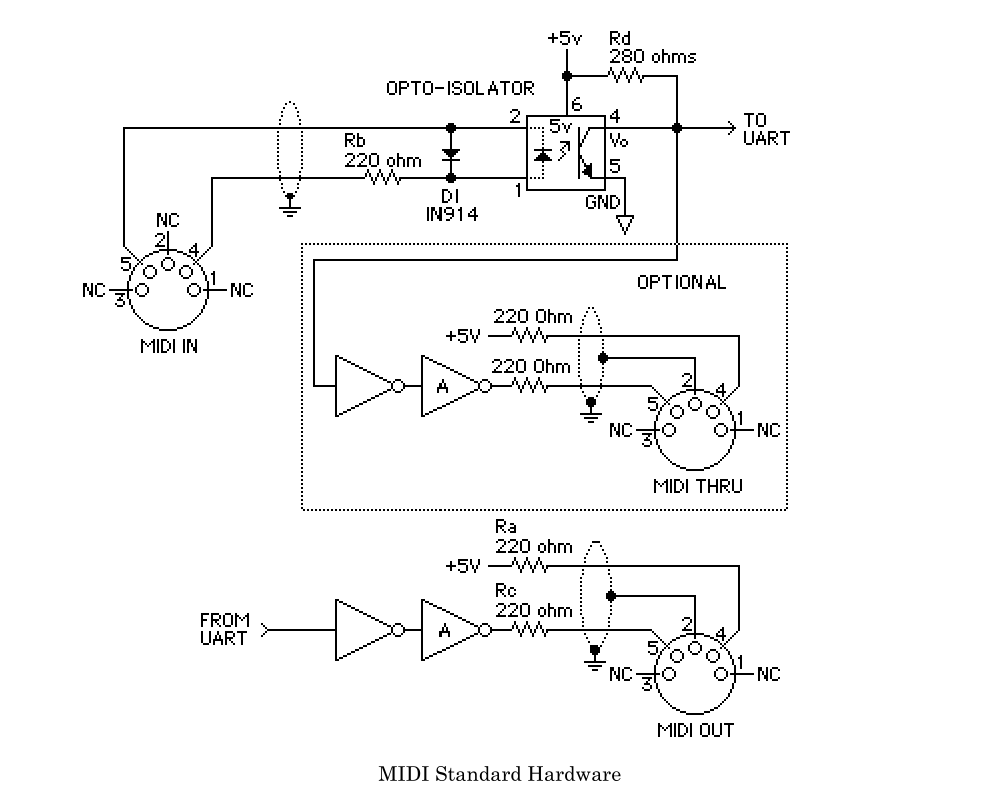 +5v
Rd
280 ohms
OPTO-ISOLATOR
6
2
5v
4
TO
UART
Vo
Rb
220 ohm
5
1
D1
IN914
GND
NC
2
5
4
NC
3
1
NC
MIDI IN
OPTIONAL
220 Ohm
+5V
220 Ohm
A
2
5
4
NC
3
1
NC
MIDI THRU
Ra
220 ohm
+5V
Rc
220 ohm
FROM
UART
A
2
5
4
NC
3
1
NC
MIDI OUT
MIDI Standard Hardware